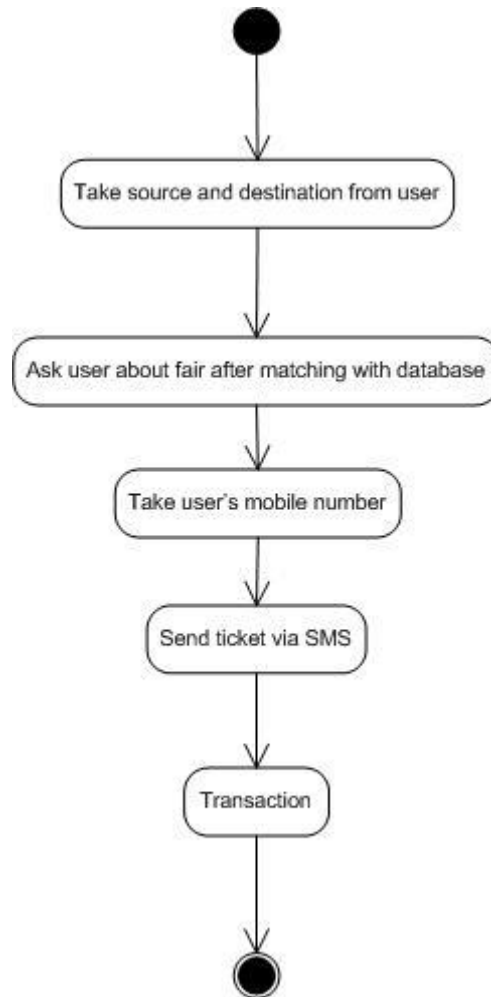 Take source and destination from user
Ask user about fair after matching with database
Take user's mobile number
Send ticket via SMS
Transaction